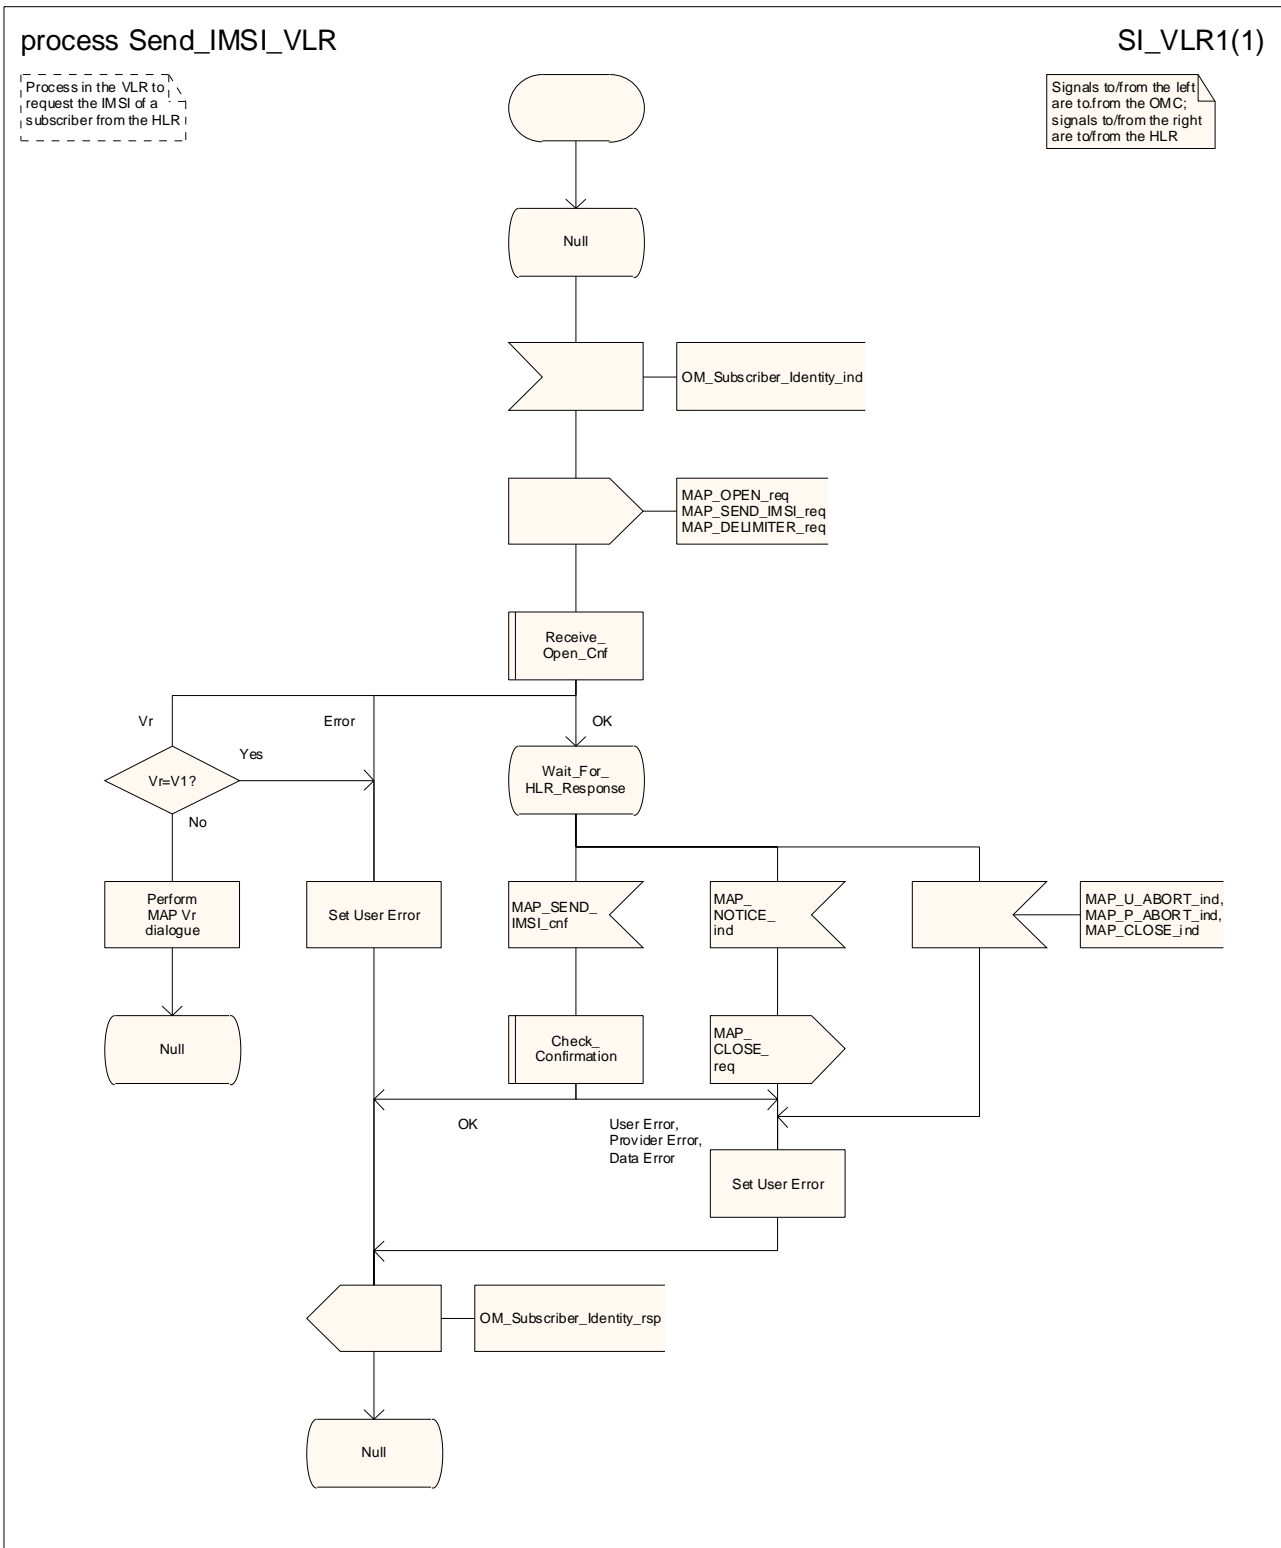 process Send_IMSI_VLR
SI_VLR1(1)
Process in the VLR to
request the IMSI of a
subscriber from the HLR
Signals to/from the left
are to.from the OMC;
signals to/from the right
are to/from the HLR
Null
OM_Subscriber_Identity_ind
MAP_OPEN_req
MAP_SEND_IMSI_req
MAP_DELIMITER_req
Receive_
Open_Cnf
Vr
Error
OK
Yes
Vr=V1?
Wait_For_
HLR_Response
No
Perform
MAP Vr
dialogue
Set User Error
MAP_SEND_
IMSI_cnf
MAP_
NOTICE_
ind
MAP_U_ABORT_ind,
MAP_P_ABORT_ind,
MAP_CLOSE_ind
Null
Check_
Confirmation
MAP_
CLOSE_
req
OK
User Error,
Provider Error,
Data Error
Set User Error
OM_Subscriber_Identity_rsp
Null